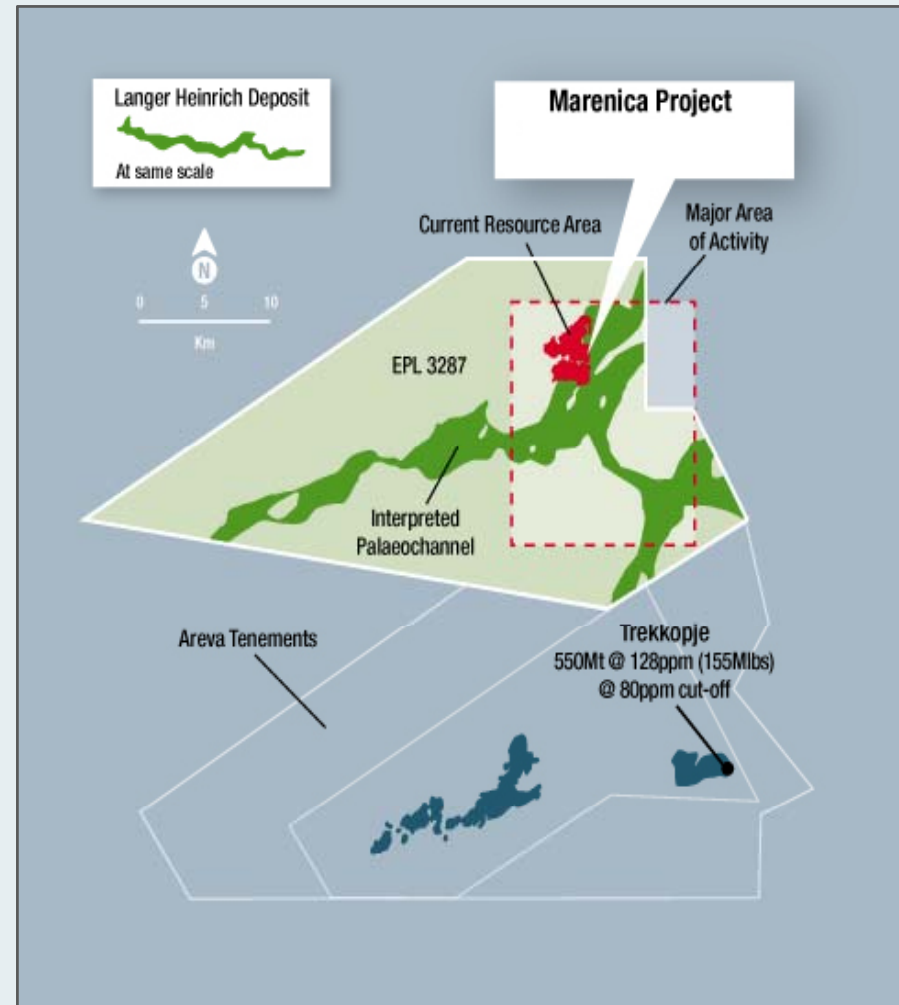 Langer Heinrich Deposit
At same scale
Marenica Project
Current Resource Area
Major Area
of Activity
N
0 5 10
Km
EPL 3287
Interpreted
Palaeochannel
Areva Tenements
Trekkopje
550Mt @ 128ppm (155Mlbs)
@ 80ppm cut-off